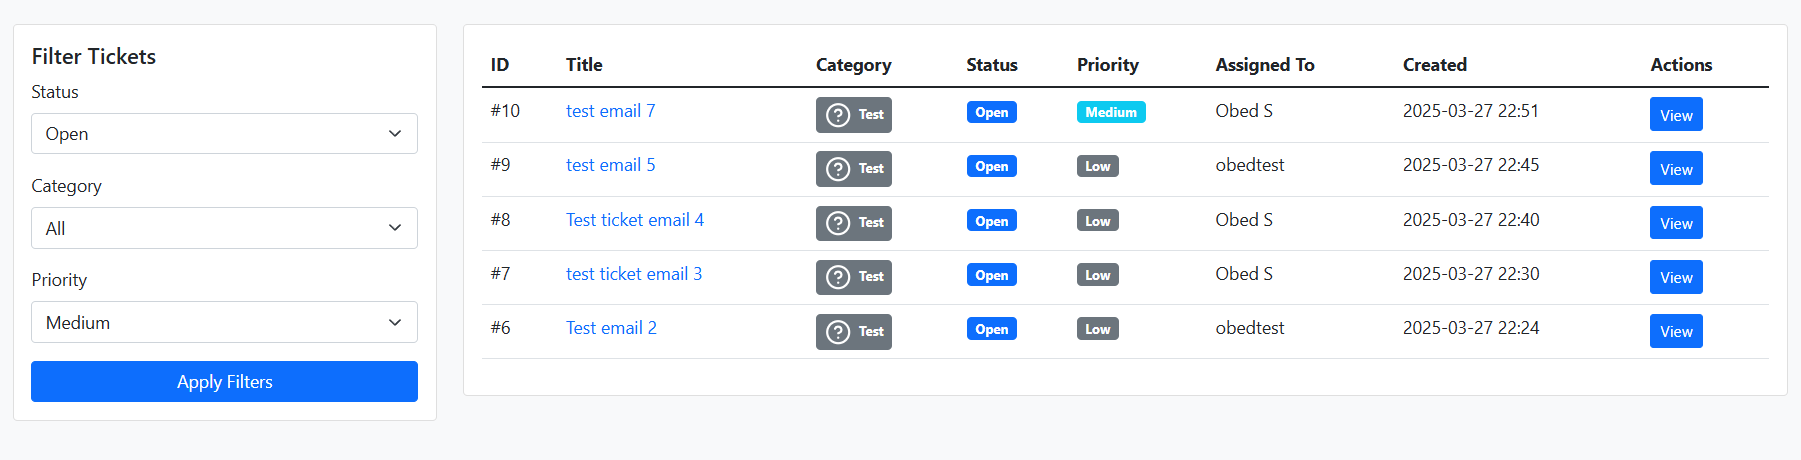 Filter Tickets
Status
Open
Category
All
Priority
Medium
Apply Filters
ID Title Category Status Priority Assigned To Created Actions
#10 test email 7 Test Open Medium Obed S 2025-03-27 22:51 View
#9 test email 5 Test Open Low obedtest 2025-03-27 22:45 View
#8 Test ticket email 4 Test Open Low Obed S 2025-03-27 22:40 View
#7 test ticket email 3 Test Open Low Obed S 2025-03-27 22:30 View
#6 Test email 2 Test Open Low obedtest 2025-03-27 22:24 View